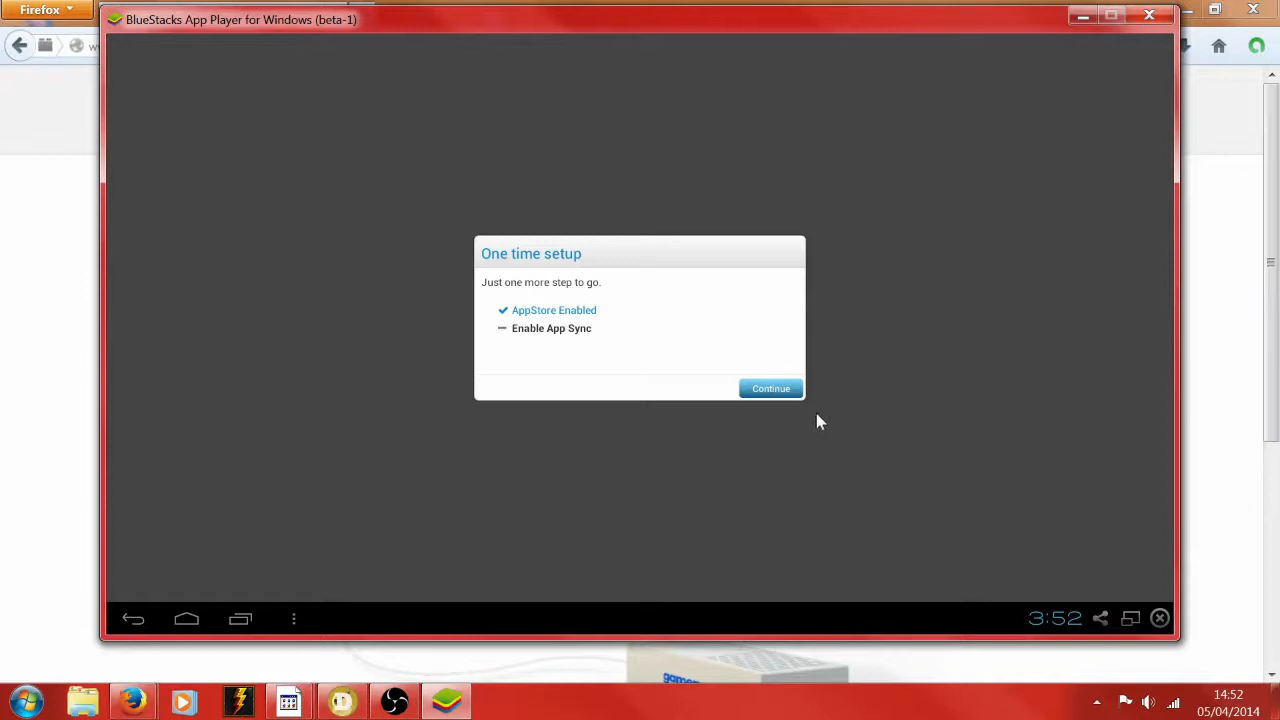 Firefox
BlueStacks App Player for Windows (beta-1)
One time setup
Just one more step to go.
AppStore Enabled
Enable App Sync
Continue
3:52
14:52
05/04/2014